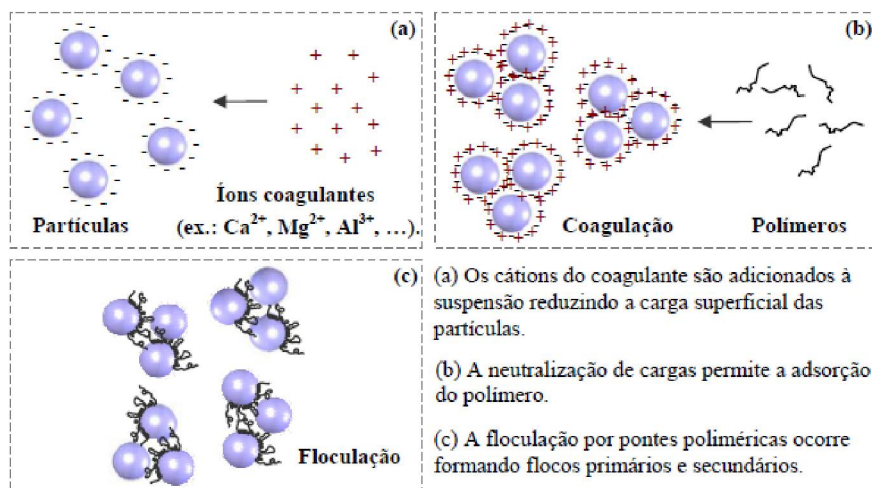 (a)
Partículas
Íons coagulantes
(ex.: Ca²⁺, Mg²⁺, Al³⁺, …).
(b)
Coagulação
Polímeros
(c)
Floculação
(a) Os cátions do coagulante são adicionados à
suspensão reduzindo a carga superficial das
partículas.
(b) A neutralização de cargas permite a adsorção
do polímero.
(c) A floculação por pontes poliméricas ocorre
formando flocos primários e secundários.